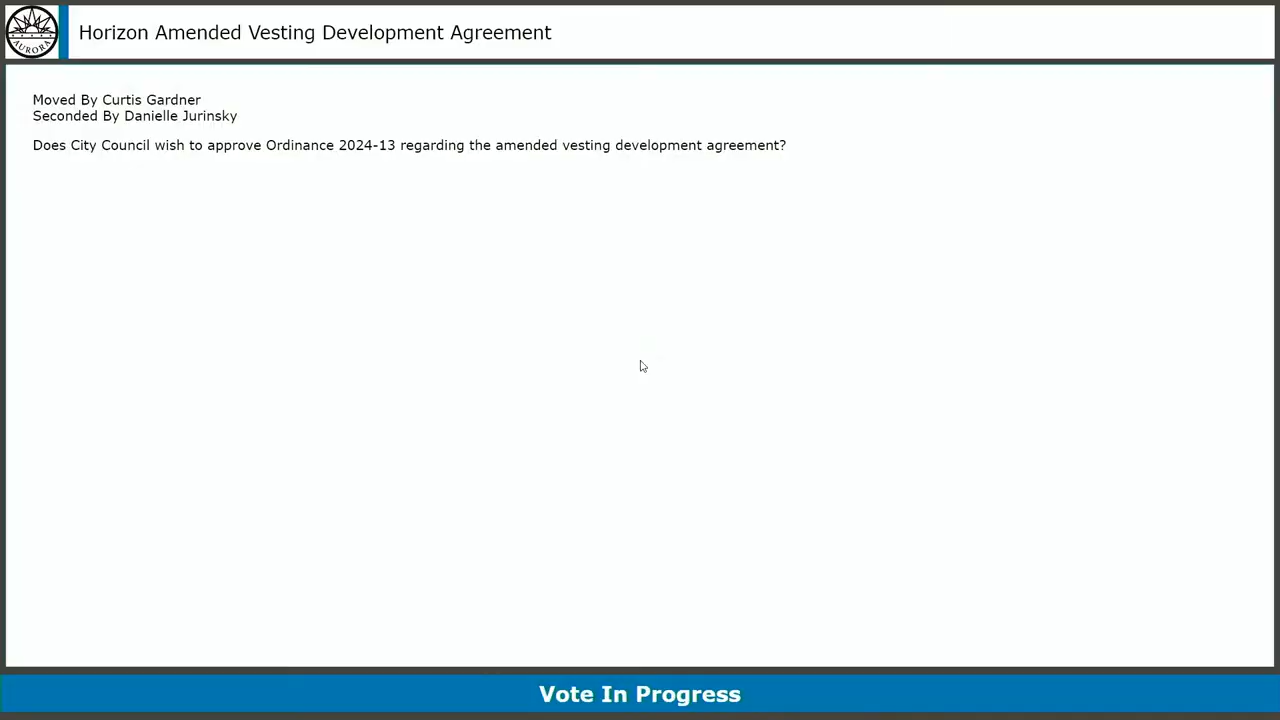 AURORA
Horizon Amended Vesting Development Agreement
Moved By Curtis Gardner
Seconded By Danielle Jurinsky
Does City Council wish to approve Ordinance 2024-13 regarding the amended vesting development agreement?
Vote In Progress